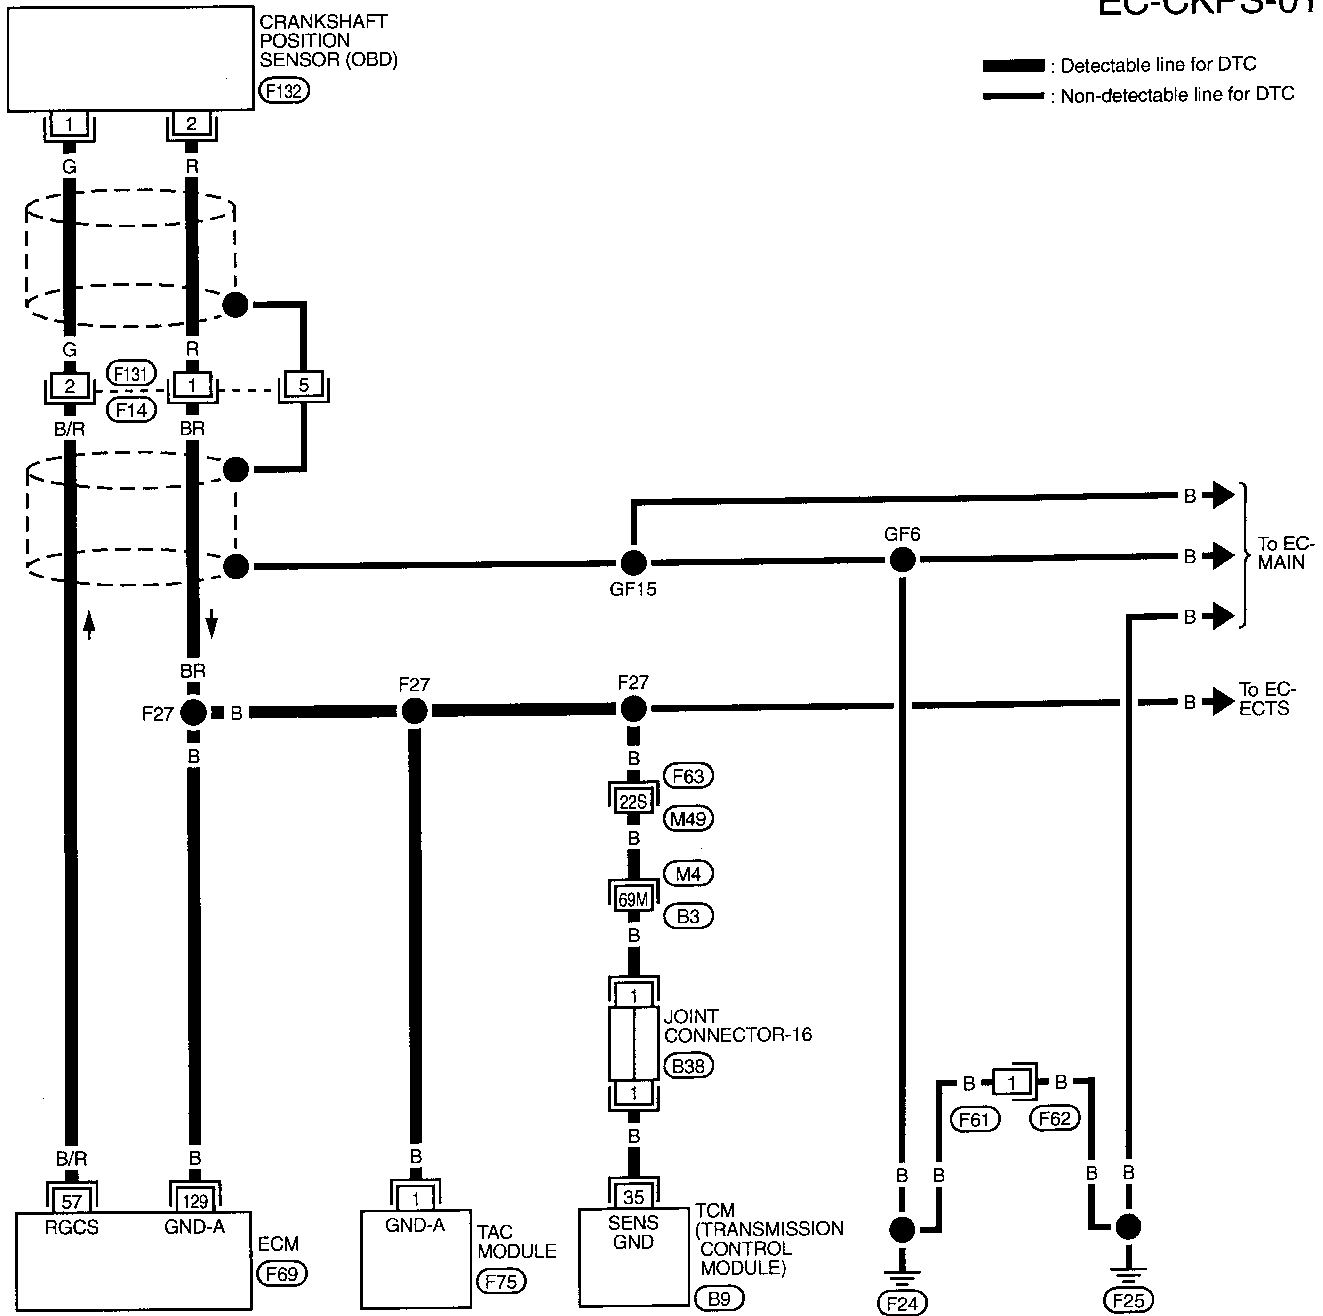 EC-CKPS-01
CRANKSHAFT
POSITION
SENSOR (OBD)
F132
: Detectable line for DTC
: Non-detectable line for DTC
1
2
G
R
G
R
2
F131
1
5
F14
B/R
BR
B
GF6
B
To EC-
MAIN
GF15
B
BR
F27
B
F27
F27
B
To EC-
ECTS
B
B
F63
22S
M49
B
M4
69M
B3
B
1
JOINT
CONNECTOR-16
B38
1
B
1
B
F61
F62
B/R
B
B
B
B
B
B
B
57
129
1
35
RGCS
GND-A
GND-A
SENS
GND
ECM
F69
TAC
MODULE
F75
TCM
(TRANSMISSION
CONTROL
MODULE)
B9
F24
F25